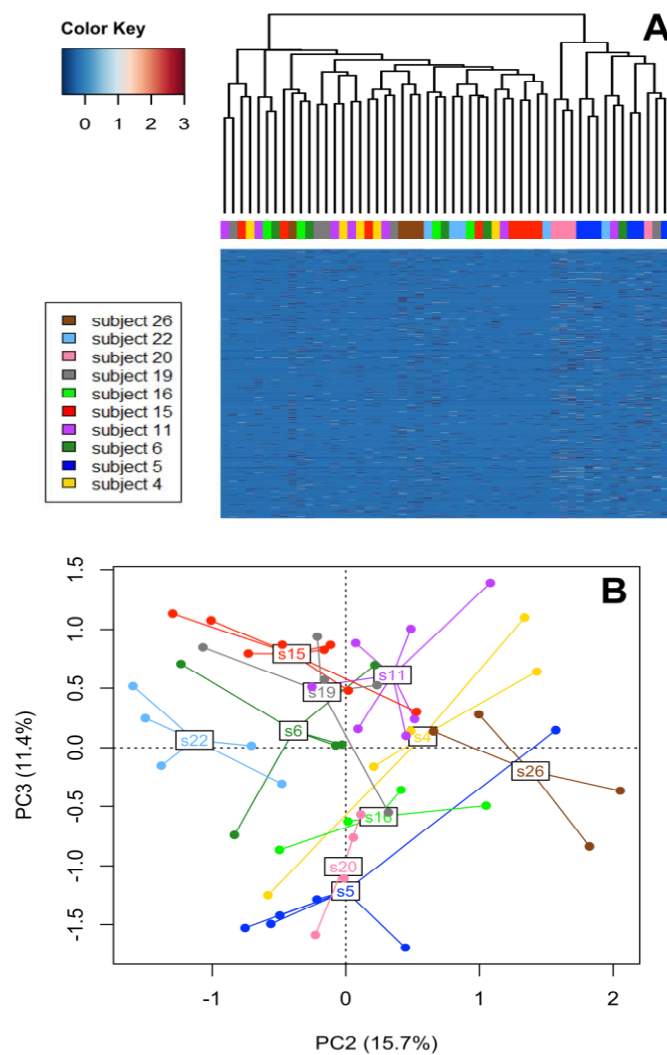 Color Key
A
0 1 2 3
subject 26
subject 22
subject 20
subject 19
subject 16
subject 15
subject 11
subject 6
subject 5
subject 4
B
1.5
1.0
0.5
0.0
-0.5
-1.0
-1.5
PC3 (11.4%)
s15
s11
s19
s6
s22
s4
s26
s16
s20
s5
-1 0 1 2
PC2 (15.7%)